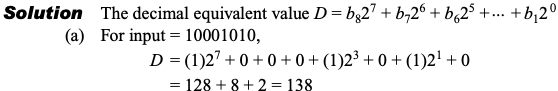 Solution The decimal equivalent value D = b₈2⁷ + b₇2⁶ + b₆2⁵ + ··· + b₁2⁰
(a) For input = 10001010,
D = (1)2⁷ + 0 + 0 + 0 + (1)2³ + 0 + (1)2¹ + 0
= 128 + 8 + 2 = 138